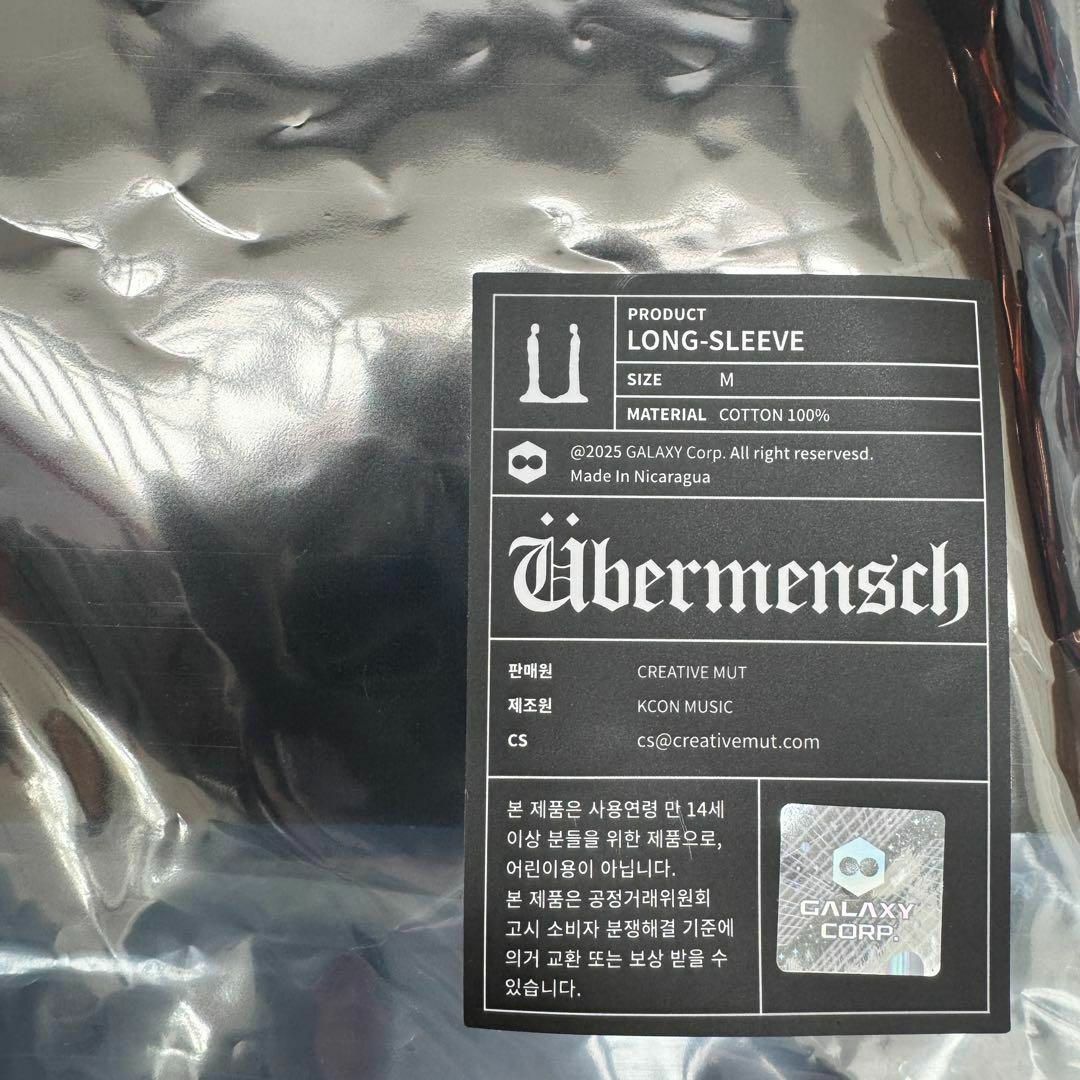 PRODUCT
LONG-SLEEVE
SIZE M
MATERIAL COTTON 100%
@2025 GALAXY Corp. All right reservesd.
Made In Nicaragua
Übermensch
판매원 CREATIVE MUT
제조원 KCON MUSIC
CS cs@creativemut.com
본 제품은 사용연령 만 14세
이상 분들을 위한 제품으로,
어린이용이 아닙니다.
본 제품은 공정거래위원회
고시 소비자 분쟁해결 기준에
의거 교환 또는 보상 받을 수
있습니다.
GALAXY
CORP.